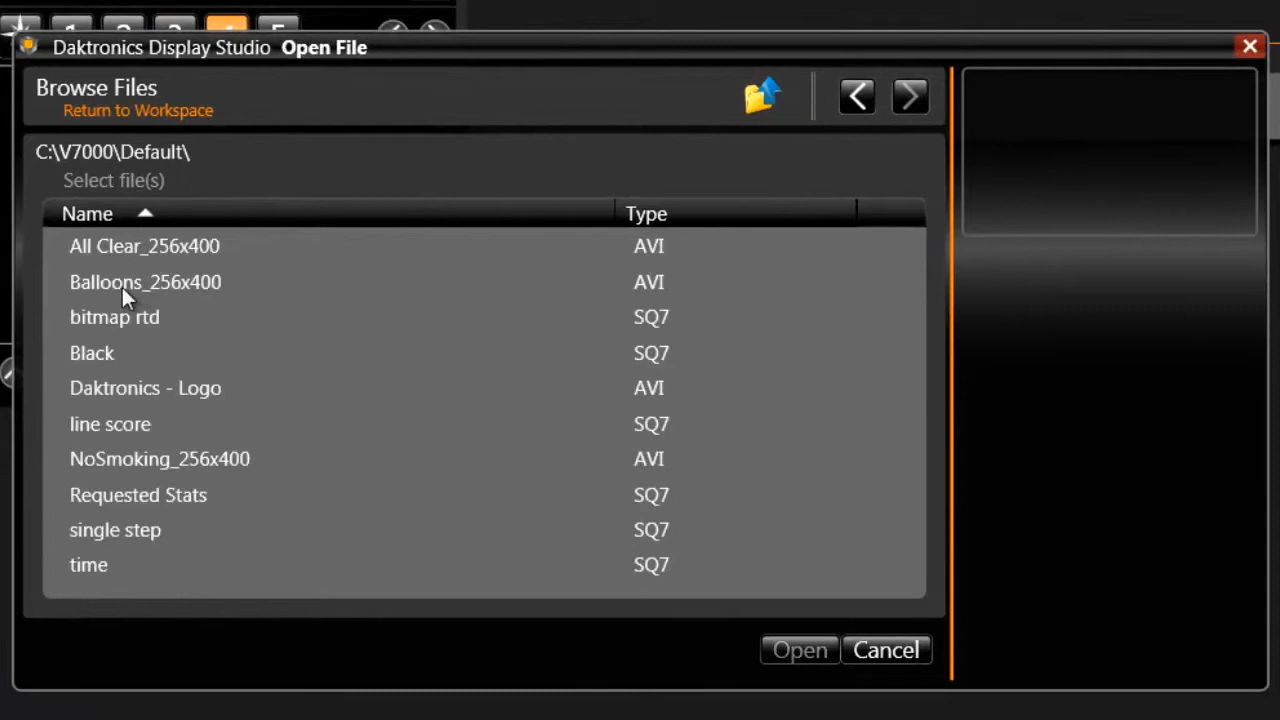 Daktronics Display Studio Open File
Browse Files
Return to Workspace
C:\V7000\Default\
Select file(s)
Name Type
All Clear_256x400 AVI
Balloons_256x400 AVI
bitmap rtd SQ7
Black SQ7
Daktronics - Logo AVI
line score SQ7
NoSmoking_256x400 AVI
Requested Stats SQ7
single step SQ7
time SQ7
Open Cancel